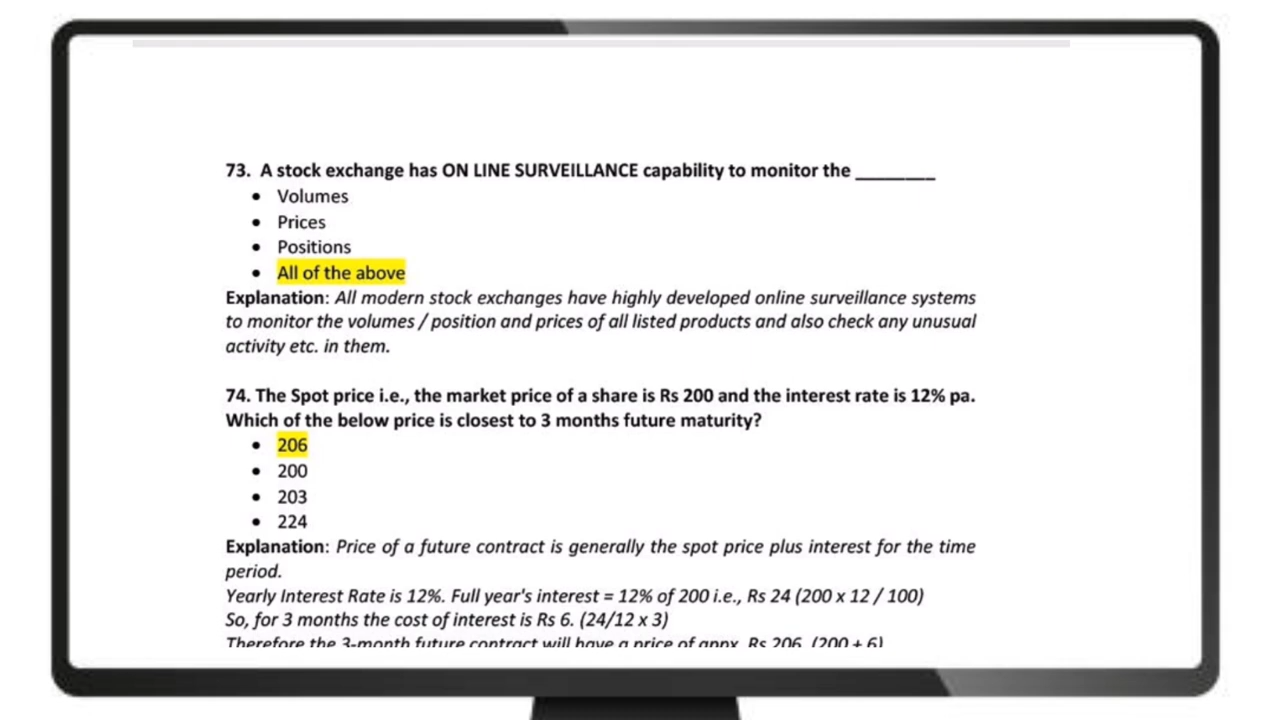 73. A stock exchange has ON LINE SURVEILLANCE capability to monitor the ________
• Volumes
• Prices
• Positions
• All of the above
Explanation: All modern stock exchanges have highly developed online surveillance systems
to monitor the volumes / position and prices of all listed products and also check any unusual
activity etc. in them.
74. The Spot price i.e., the market price of a share is Rs 200 and the interest rate is 12% pa.
Which of the below price is closest to 3 months future maturity?
• 206
• 200
• 203
• 224
Explanation: Price of a future contract is generally the spot price plus interest for the time
period.
Yearly Interest Rate is 12%. Full year's interest = 12% of 200 i.e., Rs 24 (200 x 12 / 100)
So, for 3 months the cost of interest is Rs 6. (24/12 x 3)
Therefore the 3-month future contract will have a price of appx. Rs 206. (200 + 6)